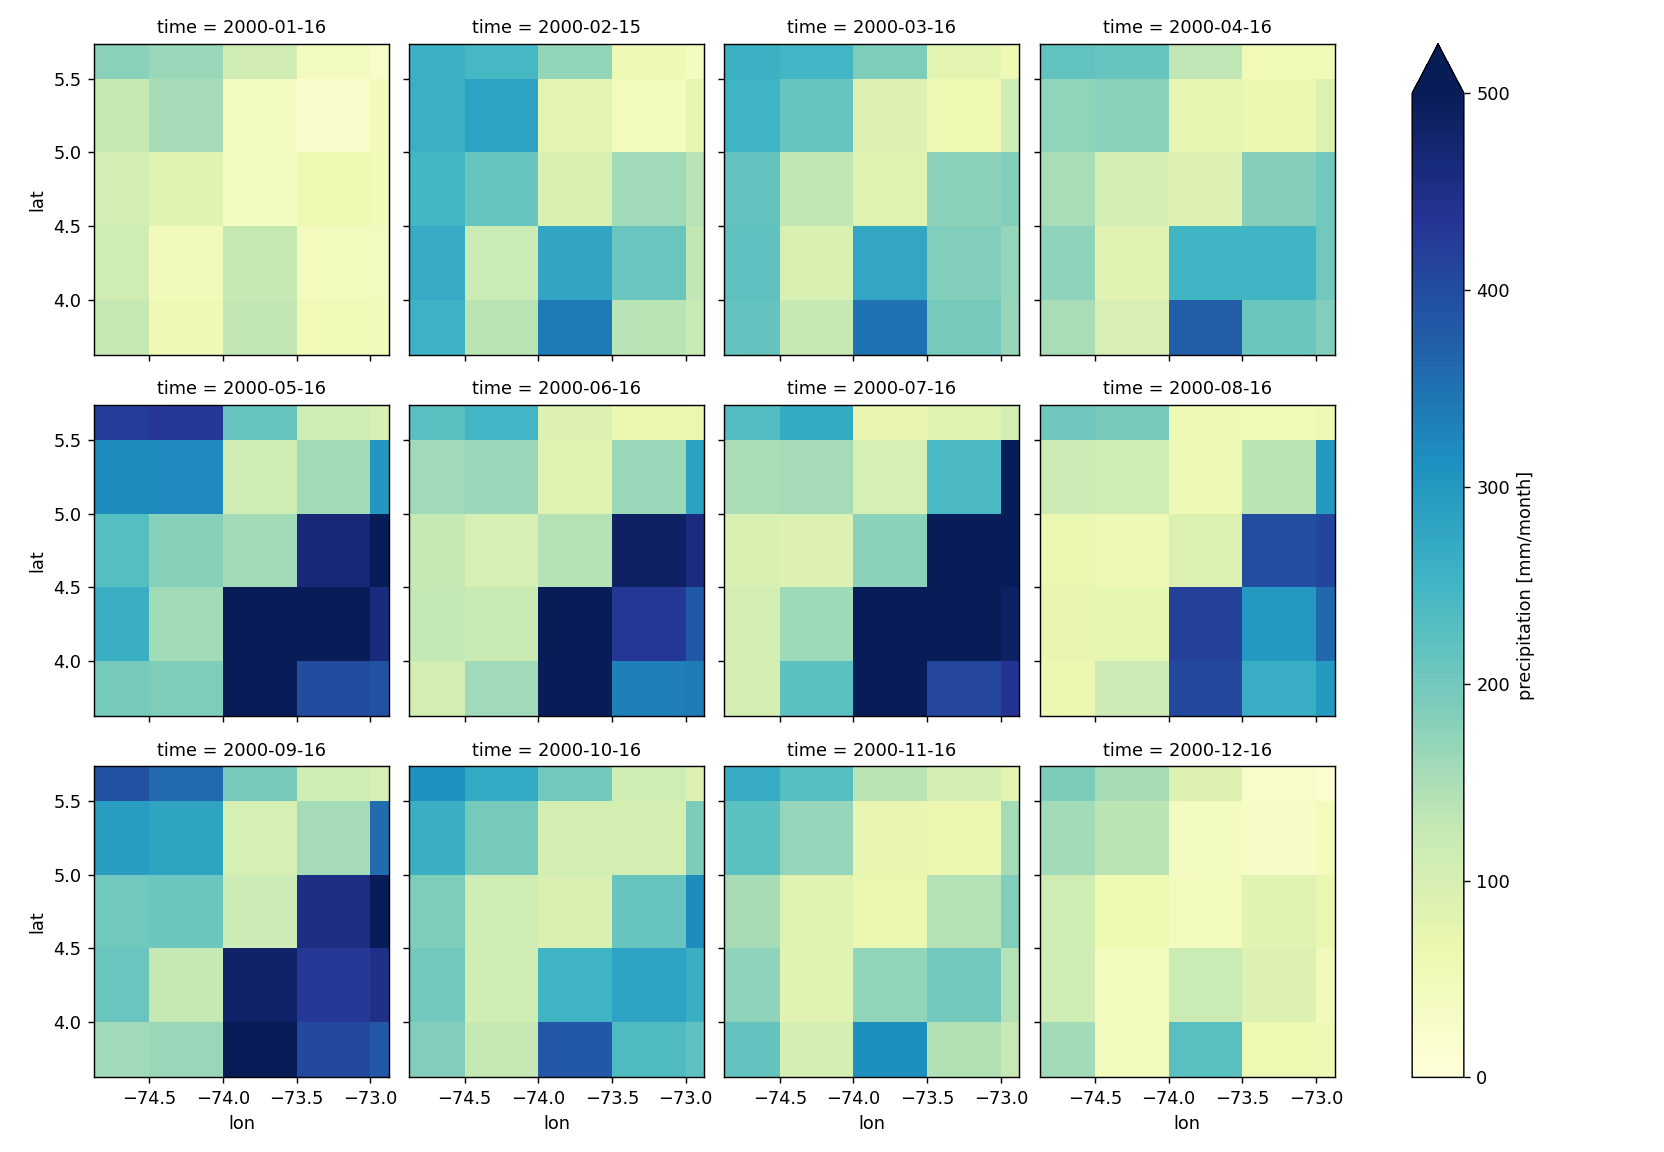 time = 2000-01-16 time = 2000-02-15 time = 2000-03-16 time = 2000-04-16
5.5
5.0
lat
4.5
4.0
time = 2000-05-16 time = 2000-06-16 time = 2000-07-16 time = 2000-08-16
5.5
5.0
lat
4.5
4.0
time = 2000-09-16 time = 2000-10-16 time = 2000-11-16 time = 2000-12-16
5.5
5.0
lat
4.5
4.0
−74.5 −74.0 −73.5 −73.0 −74.5 −74.0 −73.5 −73.0 −74.5 −74.0 −73.5 −73.0 −74.5 −74.0 −73.5 −73.0
lon lon lon lon
500
400
300
200
100
0
precipitation [mm/month]